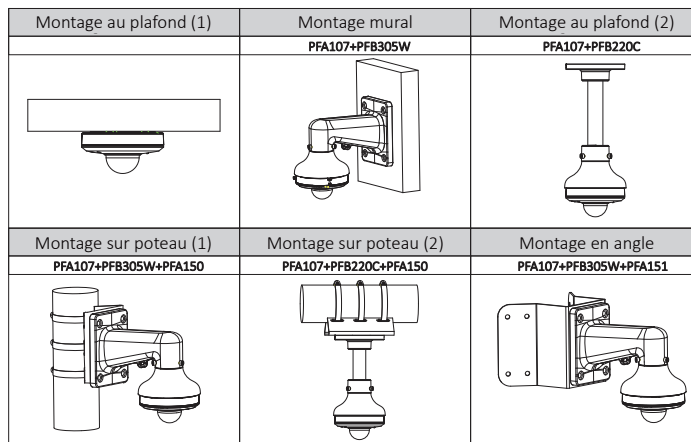 Montage au plafond (1)
Montage mural
Montage au plafond (2)
PFA107+PFB305W
PFA107+PFB220C
Montage sur poteau (1)
Montage sur poteau (2)
Montage en angle
PFA107+PFB305W+PFA150
PFA107+PFB220C+PFA150
PFA107+PFB305W+PFA151